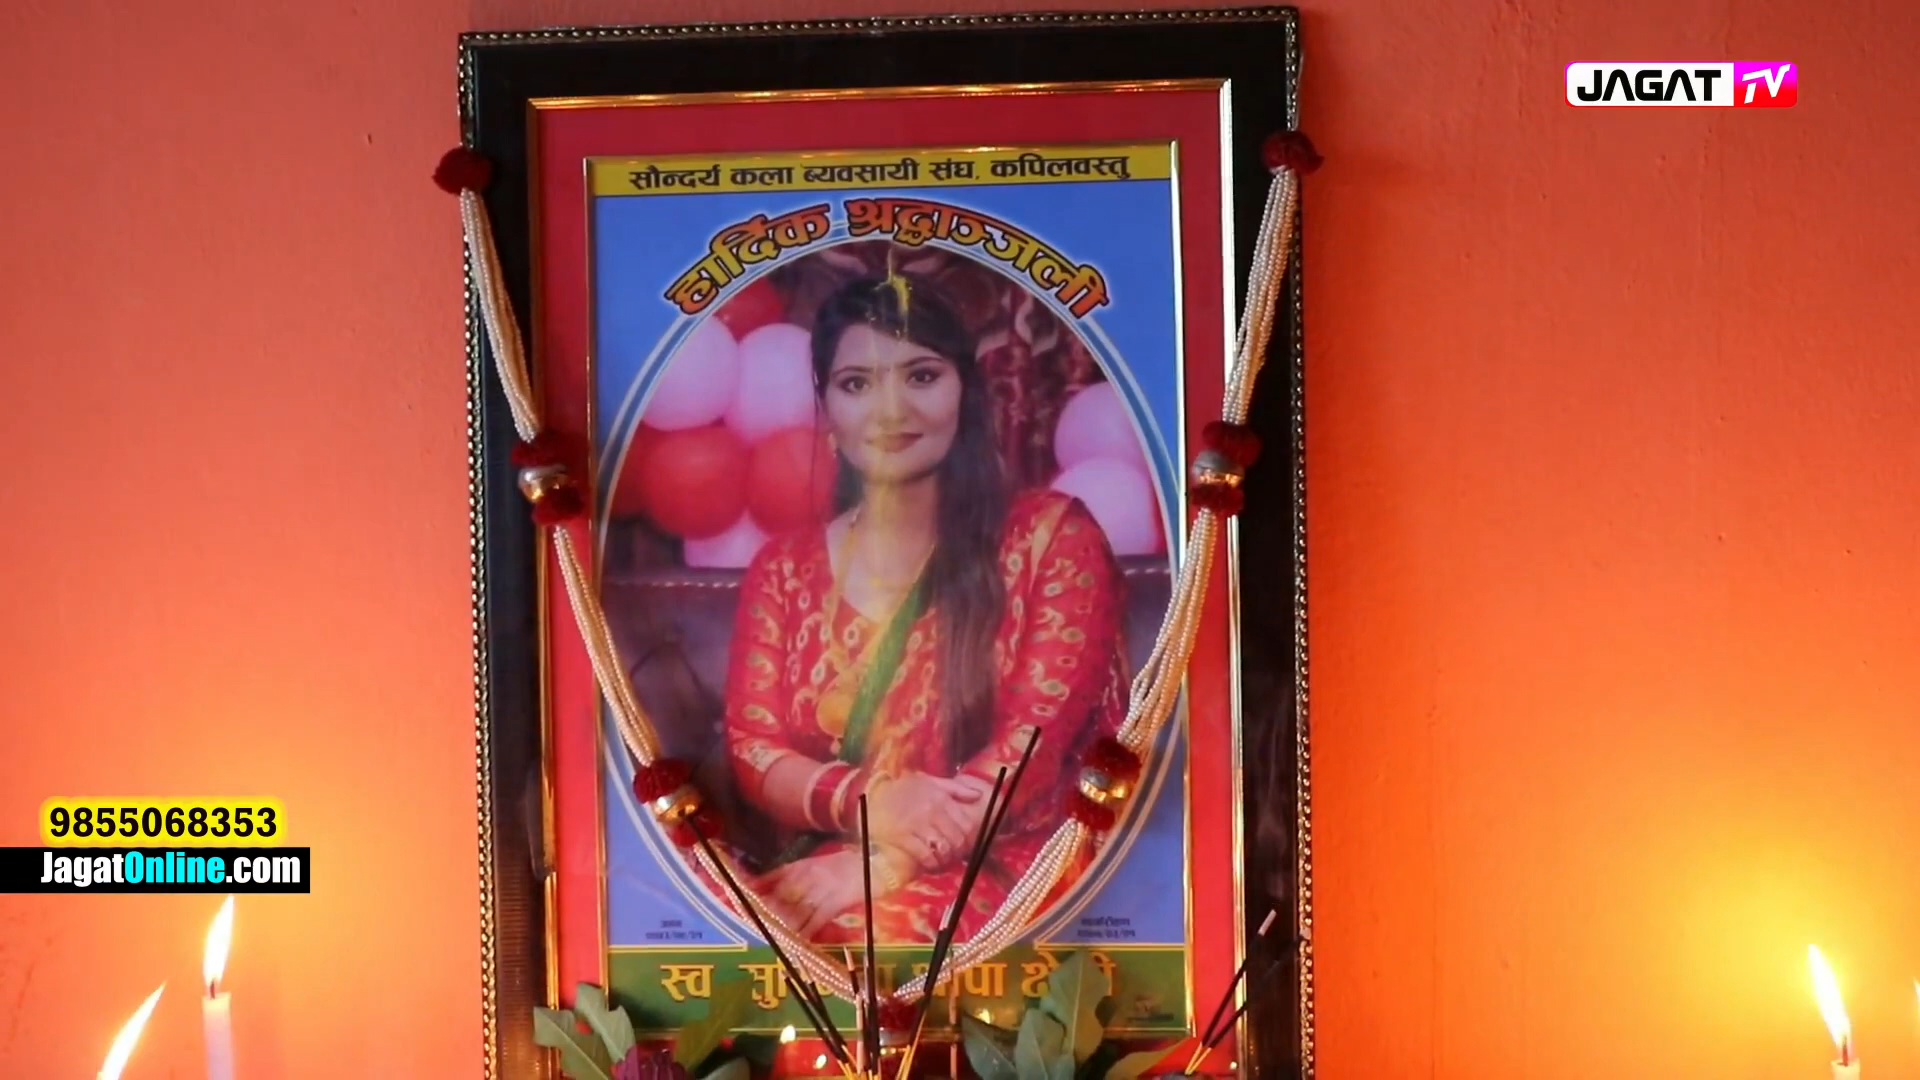 JAGAT TV
सौन्दर्य कला ब्यवसायी संघ, कपिलवस्तु
हार्दिक श्रद्धाञ्जली
9855068353
JagatOnline.com
स्व